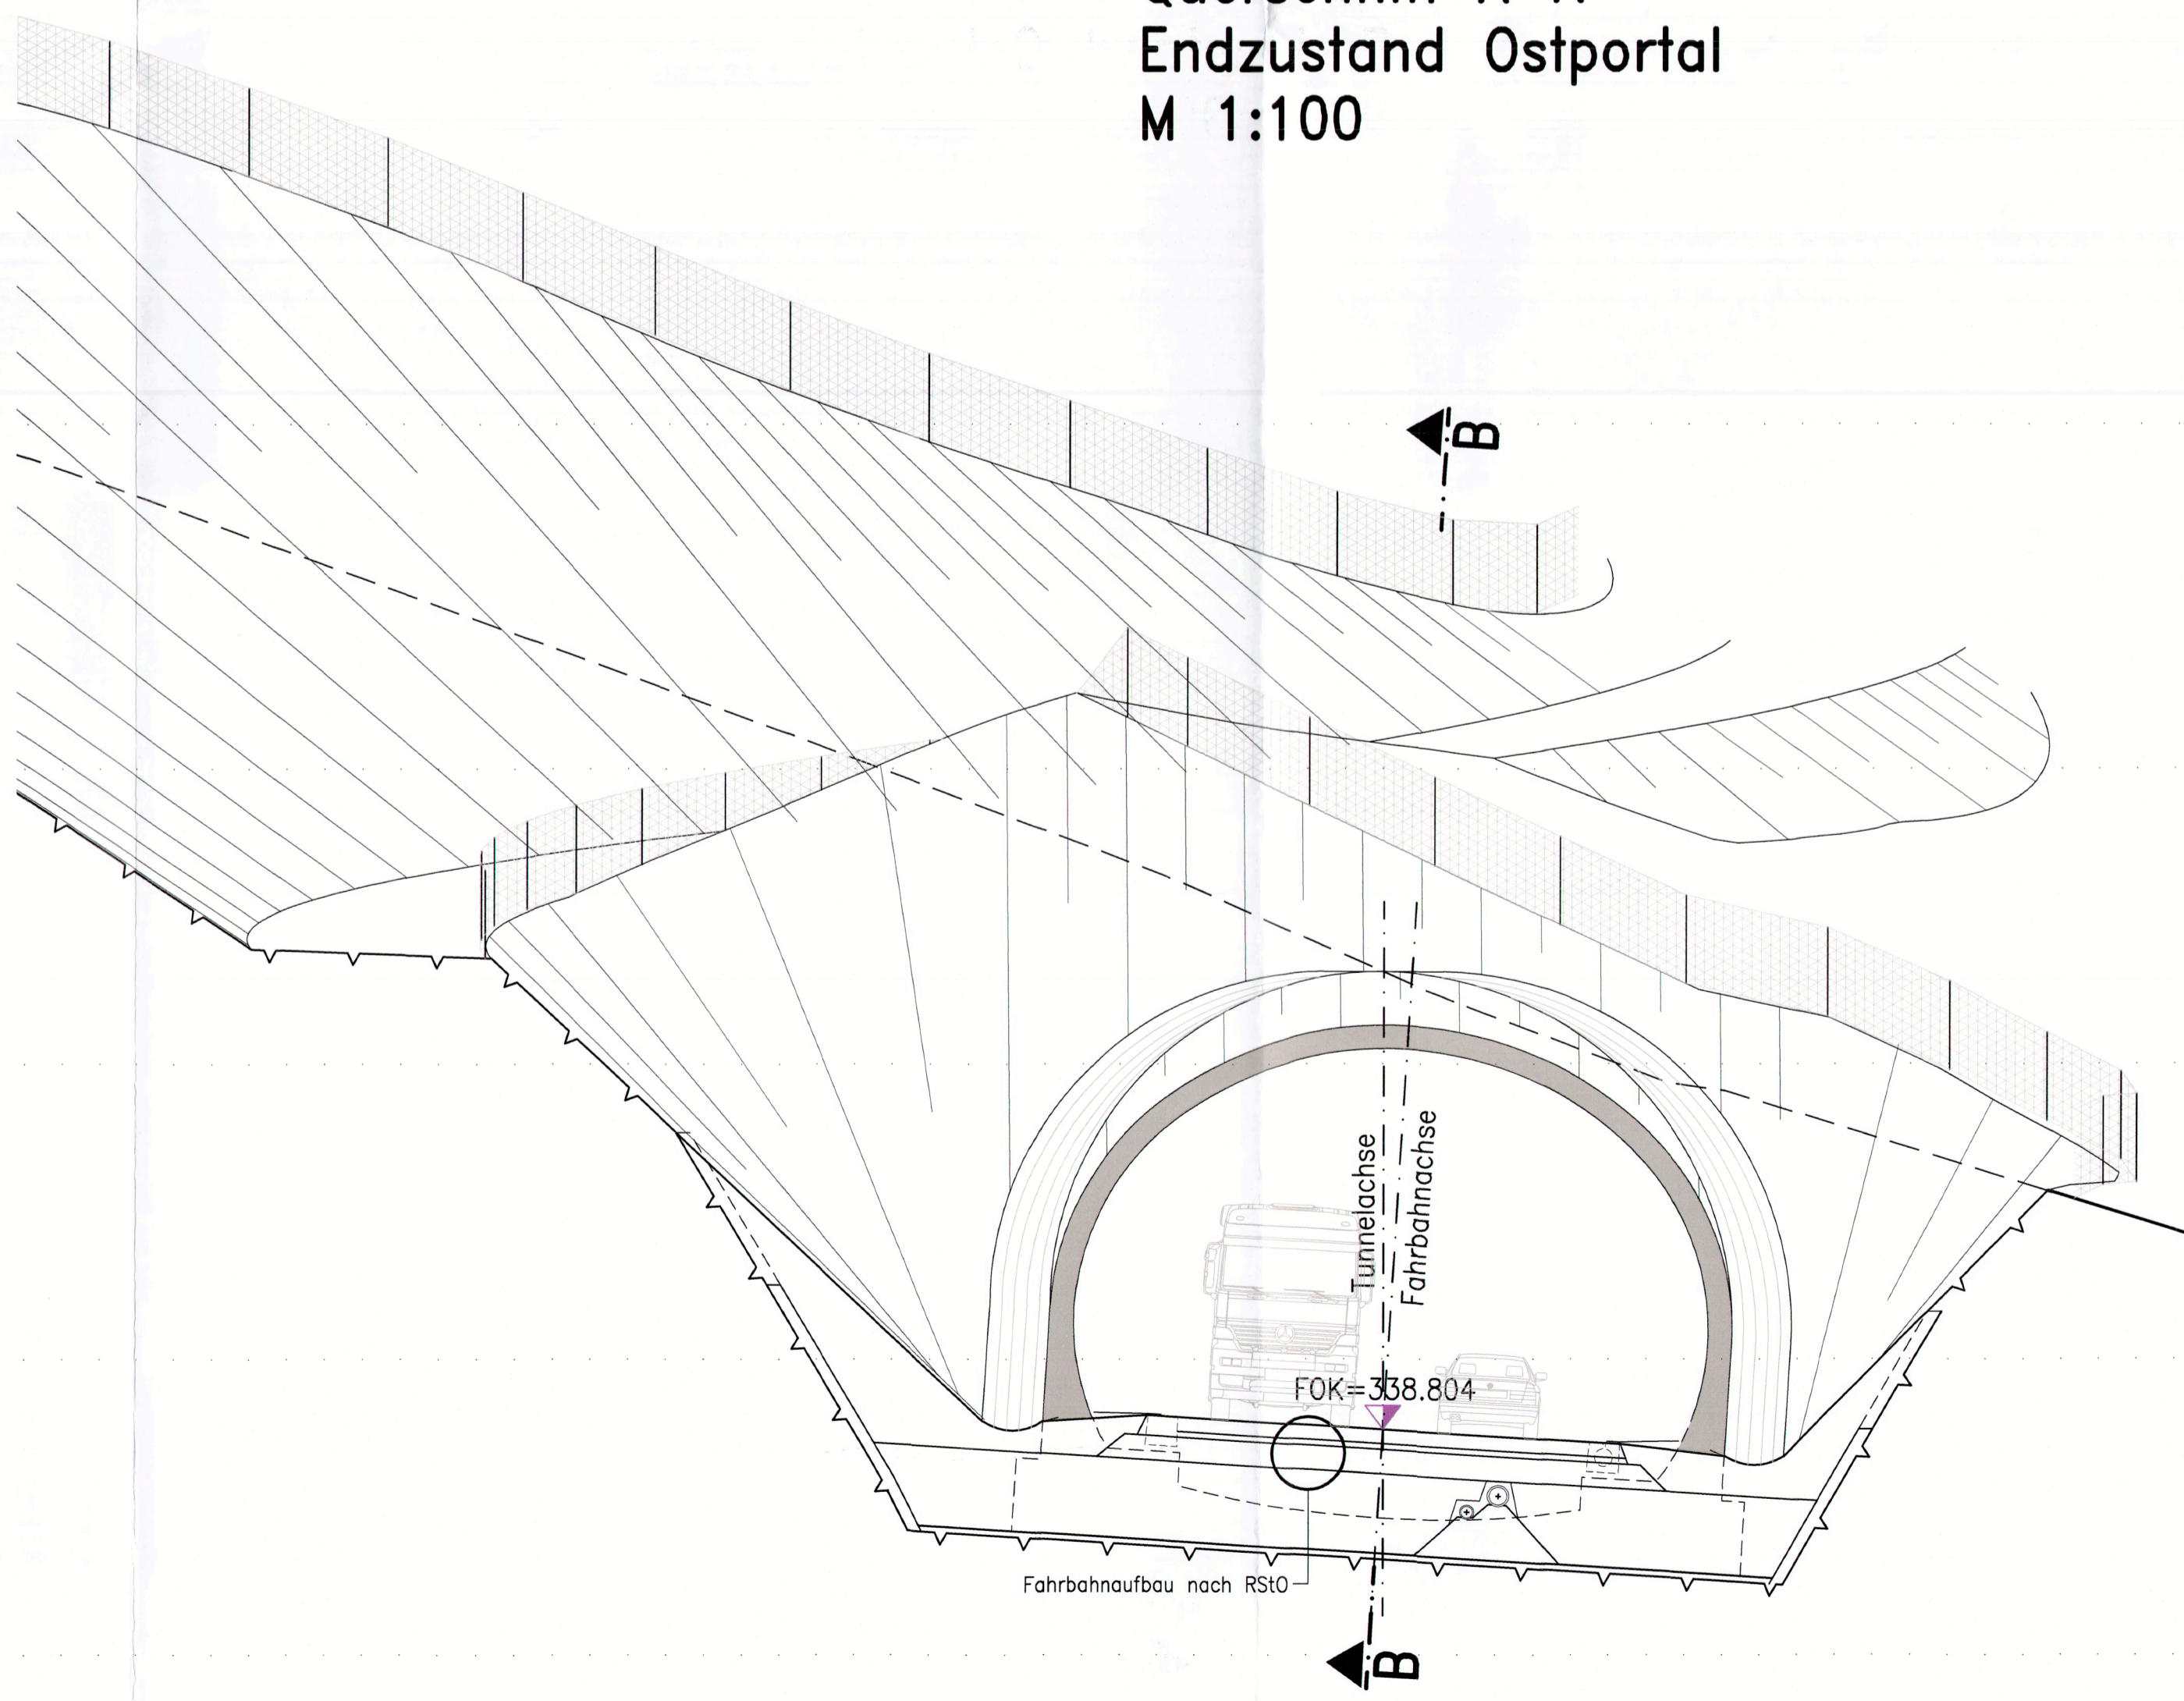 Endzustand Ostportal
M 1:100
B
Tunnelachse
Fahrbahnachse
FOK=338.804
Fahrbahnaufbau nach RStO
B